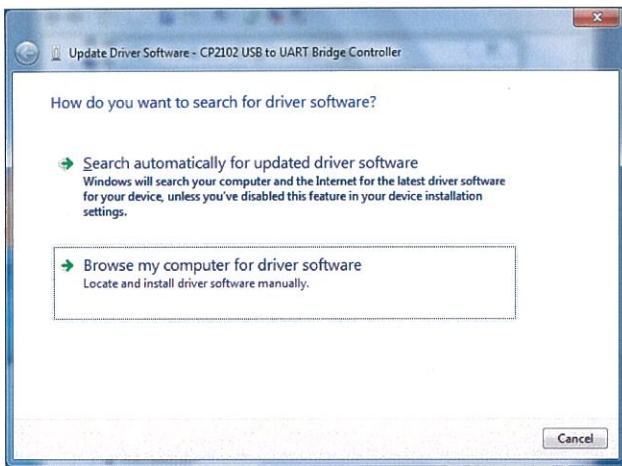 Update Driver Software - CP2102 USB to UART Bridge Controller
How do you want to search for driver software?
Search automatically for updated driver software
Windows will search your computer and the Internet for the latest driver software
for your device, unless you've disabled this feature in your device installation
settings.
Browse my computer for driver software
Locate and install driver software manually.
Cancel